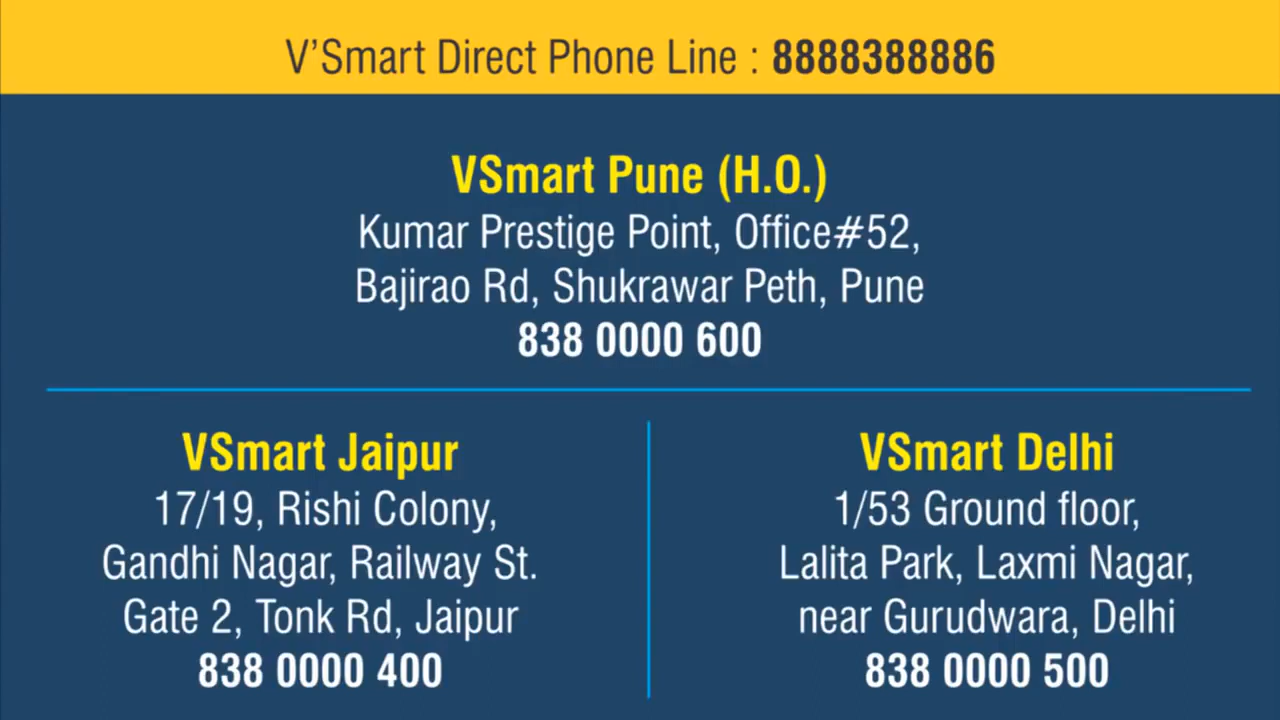 V'Smart Direct Phone Line : 8888388886
VSmart Pune (H.O.)
Kumar Prestige Point, Office#52,
Bajirao Rd, Shukrawar Peth, Pune
838 0000 600
VSmart Jaipur
17/19, Rishi Colony,
Gandhi Nagar, Railway St.
Gate 2, Tonk Rd, Jaipur
838 0000 400
VSmart Delhi
1/53 Ground floor,
Lalita Park, Laxmi Nagar,
near Gurudwara, Delhi
838 0000 500